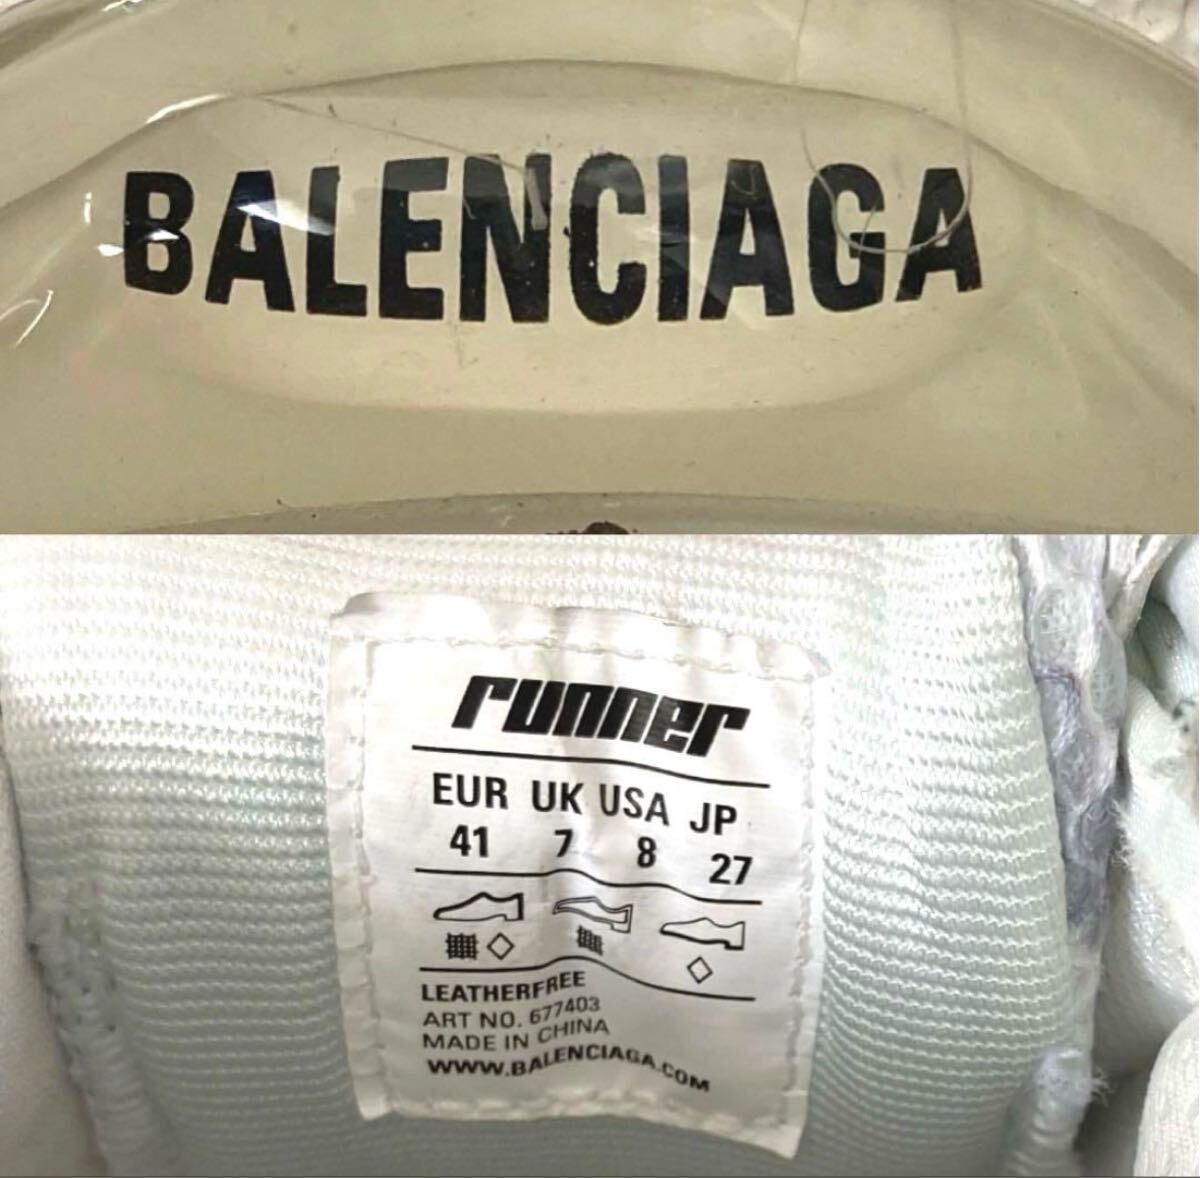 BALENCIAGA
runner
EUR UK USA JP
41 7 8 27
LEATHERFREE
ART NO. 677403
MADE IN CHINA
WWW.BALENCIAGA.COM